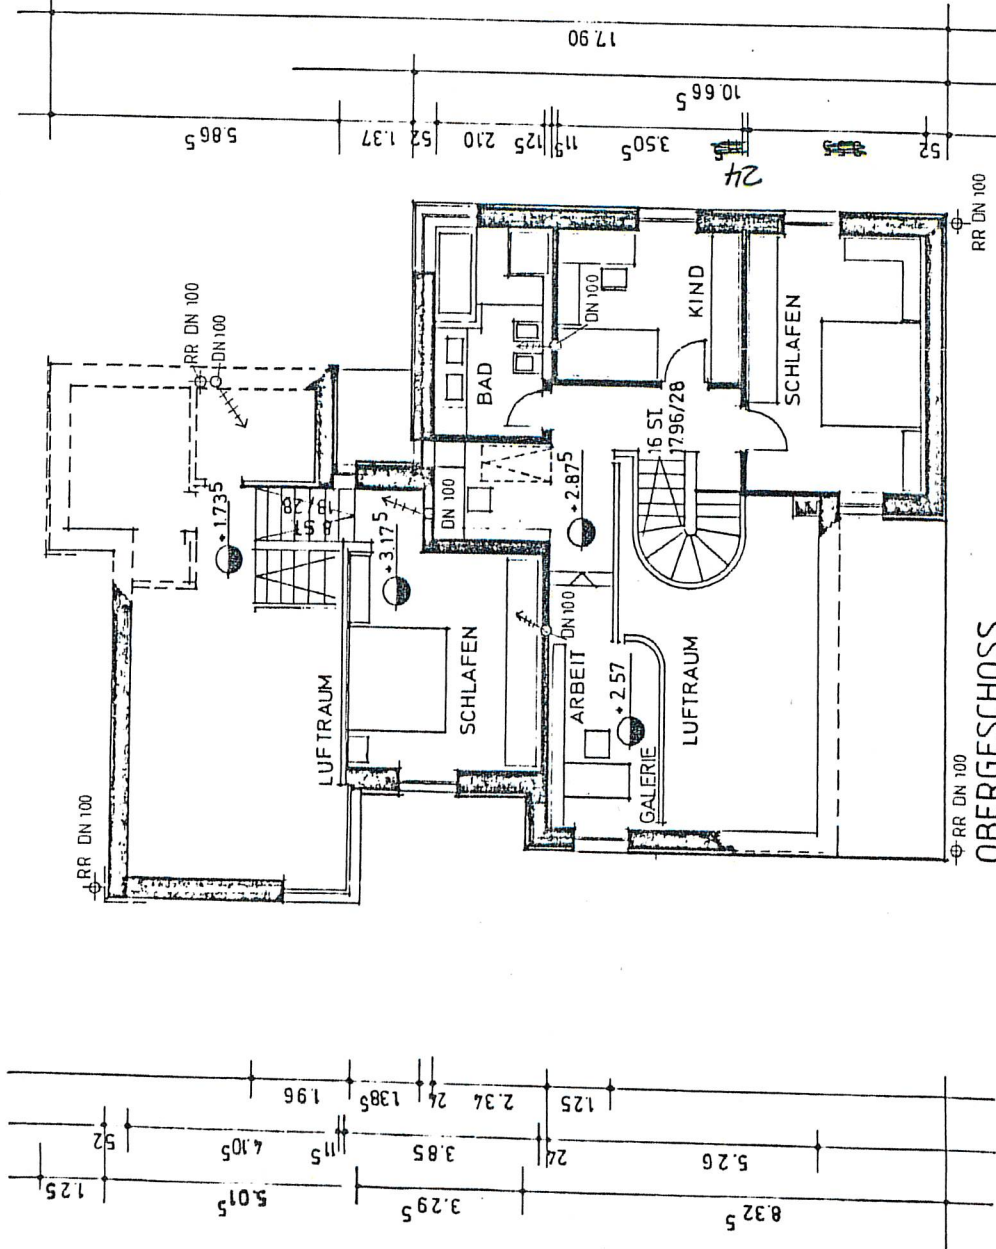 17.90
10.66⁵
5.86⁵
1.37
52
2.10
1.25
11⁵
3.50⁵
52
24
RR DN 100
RR DN 100
DN 100
BAD
DN 100
KIND
SCHLAFEN
16 ST
17.96/28
+1.73⁵
8 ST
18/28
+3.17⁵
DN 100
+2.87⁵
LUFTRAUM
SCHLAFEN
DN 100
ARBEIT
+2.57
GALERIE
LUFTRAUM
RR DN 100
RR DN 100
OBERGESCHOSS
1.96
1.38⁵
24
2.34
1.25
52
4.10⁵
11⁵
3.85
24
5.26
1.25
5.01⁵
3.29⁵
8.32⁵